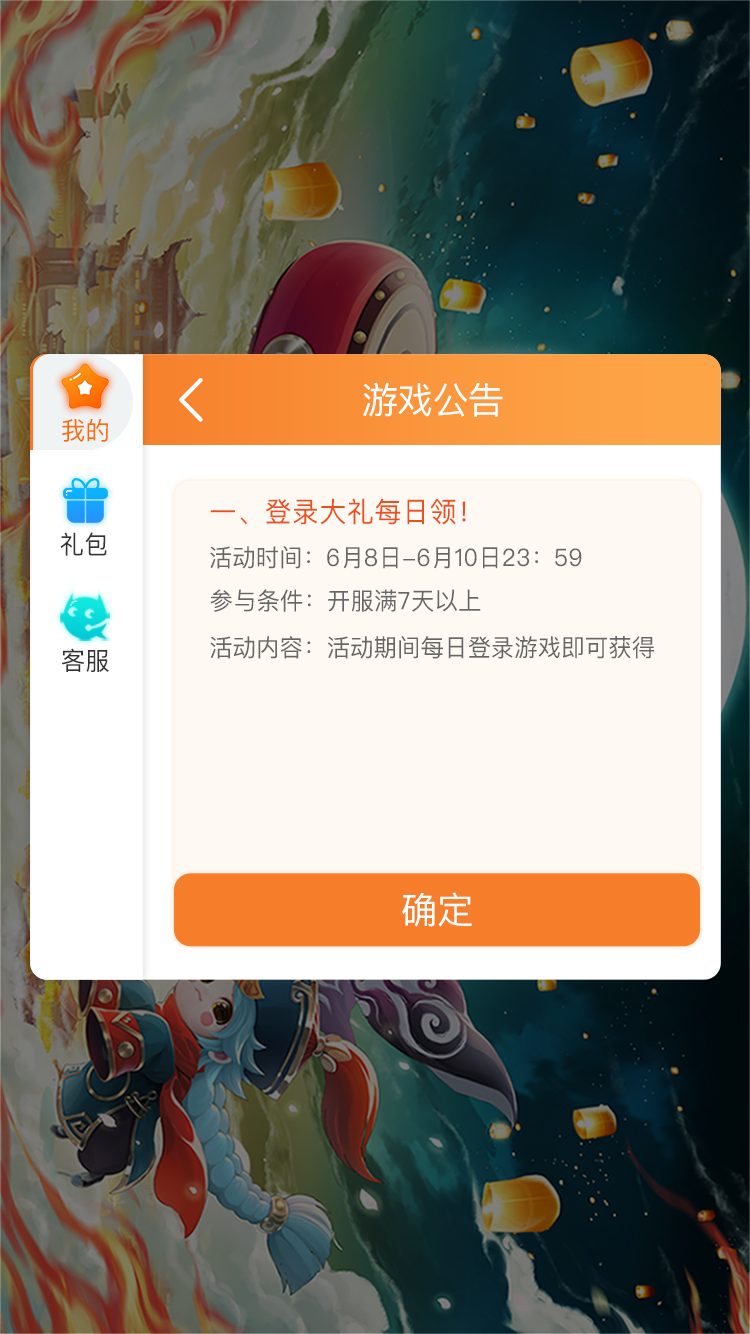 游戏公告
我的
礼包
客服
一、登录大礼每日领！
活动时间：6月8日-6月10日23：59
参与条件：开服满7天以上
活动内容：活动期间每日登录游戏即可获得
确定